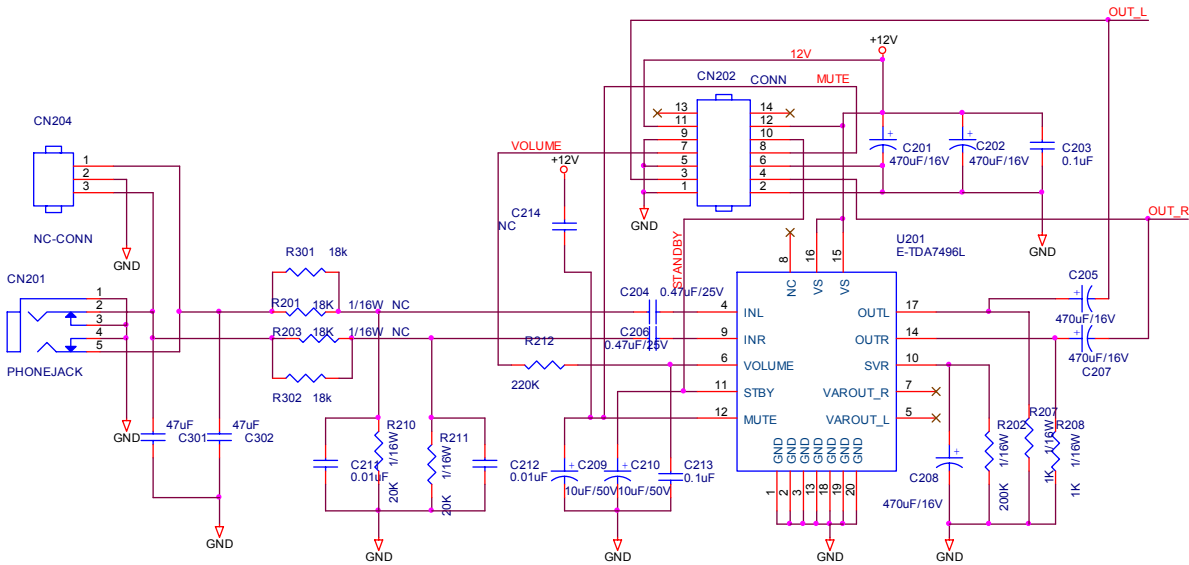 OUT_L
+12V
12V
CN202
CONN
MUTE
13
14
11
12
9
10
7
8
5
6
3
4
1
2
CN204
1
2
3
NC-CONN
GND
VOLUME
+12V
C214
NC
STANDBY
GND
C201
470uF/16V
C202
470uF/16V
C203
0.1uF
GND
OUT_R
U201
E-TDA7496L
CN201
1
2
3
4
5
PHONEJACK
GND
R301 18k
R201 18K 1/16W NC
R203 18K 1/16W NC
R302 18k
C204 0.47uF/25V
C206
0.47uF/25V
R212
220K
8
16
15
NC
VS
VS
4 INL
9 INR
6 VOLUME
11 STBY
12 MUTE
OUTL 17
OUTR 14
SVR 10
VAROUT_R 7
VAROUT_L 5
GND GND GND GND GND GND GND
1 2 3 13 18 19 20
C205
470uF/16V
470uF/16V
C207
47uF
C301
47uF
C302
GND
C211
0.01uF
R210
1/16W
20K
R211
1/16W
20K
GND
C212
0.01uF
C209
10uF/50V
C210
10uF/50V
C213
0.1uF
GND
GND
C208
470uF/16V
R202
1/16W
200K
R207
1/16W
1K
R208
1/16W
1K
GND